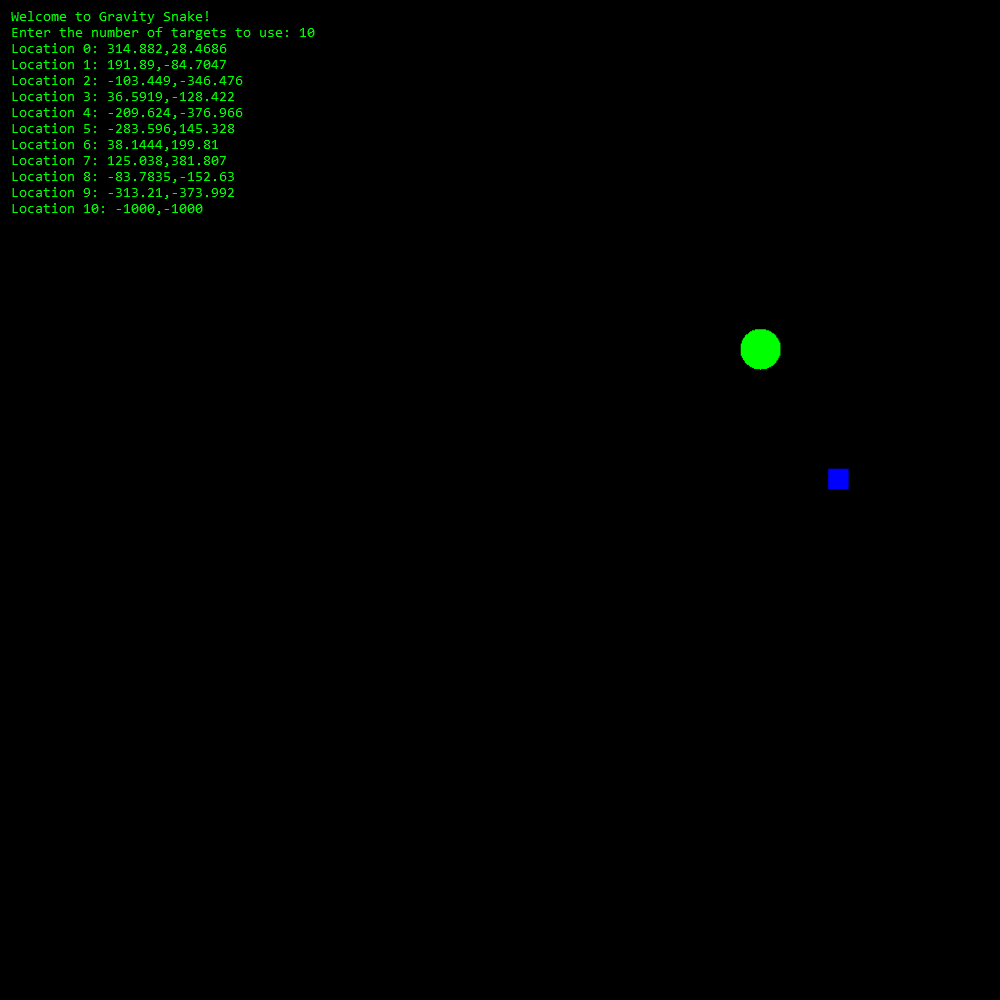 Welcome to Gravity Snake!
Enter the number of targets to use: 10
Location 0: 314.882,28.4686
Location 1: 191.89,-84.7047
Location 2: -103.449,-346.476
Location 3: 36.5919,-128.422
Location 4: -209.624,-376.966
Location 5: -283.596,145.328
Location 6: 38.1444,199.81
Location 7: 125.038,381.807
Location 8: -83.7835,-152.63
Location 9: -313.21,-373.992
Location 10: -1000,-1000